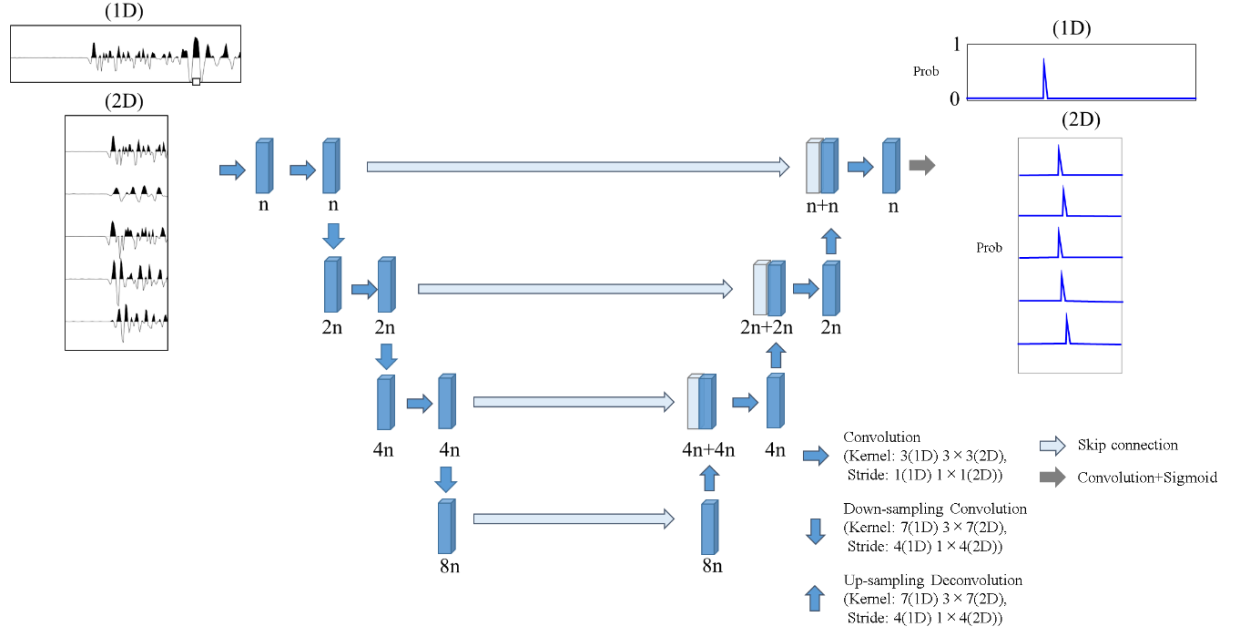 (1D)
(2D)
n
n
2n
2n
4n
4n
8n
8n
4n+4n
4n
2n+2n
2n
n+n
n
(1D)
1
Prob
0
(2D)
Prob
Convolution
(Kernel: 3(1D) 3 × 3(2D),
Stride: 1(1D) 1 × 1(2D))
Down-sampling Convolution
(Kernel: 7(1D) 3 × 7(2D),
Stride: 4(1D) 1 × 4(2D))
Up-sampling Deconvolution
(Kernel: 7(1D) 3 × 7(2D),
Stride: 4(1D) 1 × 4(2D))
Skip connection
Convolution+Sigmoid